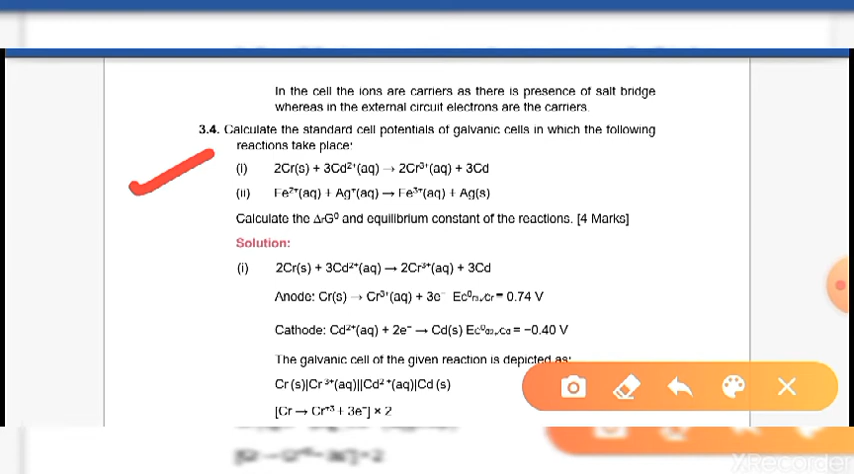 In the cell the ions are carriers as there is presence of salt bridge
whereas in the external circuit electrons are the carriers.
3.4. Calculate the standard cell potentials of galvanic cells in which the following
reactions take place:
(i) 2Cr(s) + 3Cd²⁺(aq) → 2Cr³⁺(aq) + 3Cd
(ii) Fe²⁺(aq) + Ag⁺(aq) → Fe³⁺(aq) + Ag(s)
Calculate the ΔrG⁰ and equilibrium constant of the reactions. [4 Marks]
Solution:
(i) 2Cr(s) + 3Cd²⁺(aq) → 2Cr³⁺(aq) + 3Cd
Anode: Cr(s) → Cr³⁺(aq) + 3e⁻ = 0.74 V
Cathode: Cd²⁺(aq) + 2e⁻ → Cd(s) = −0.40 V
The galvanic cell of the given reaction is depicted as:
Cr (s)|Cr ³⁺(aq)||Cd² ⁺(aq)|Cd (s)
[Cr → Cr⁺³ + 3e⁻] × 2
XRecorder